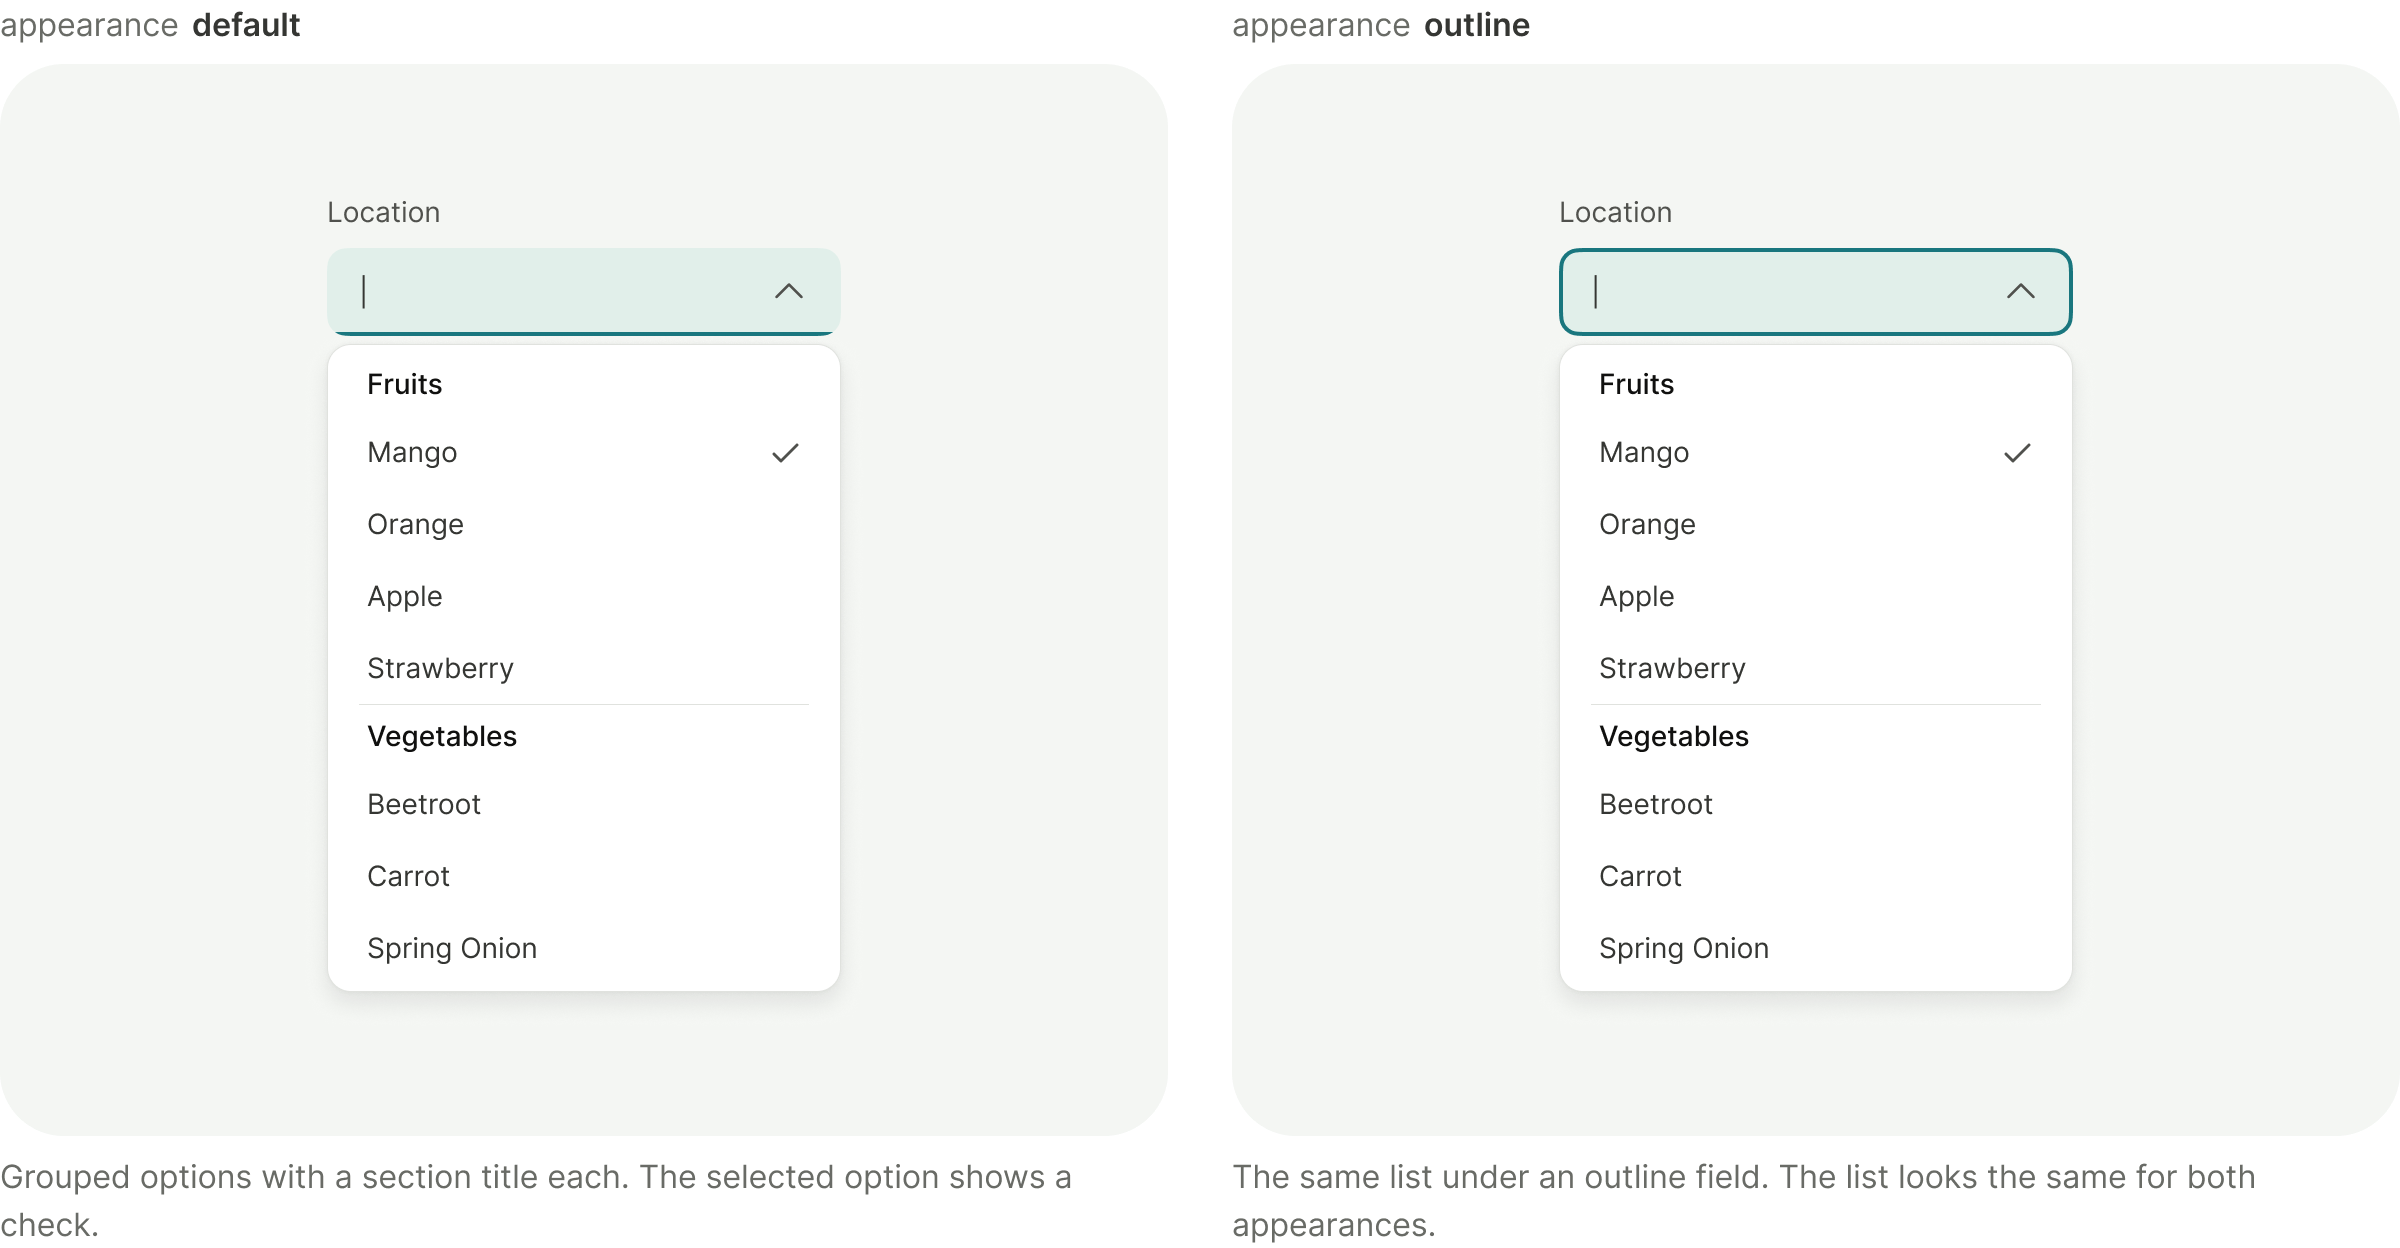 appearance default
Location
Fruits
Mango
Orange
Apple
Strawberry
Vegetables
Beetroot
Carrot
Spring Onion
Grouped options with a section title each. The selected option shows a
check.
appearance outline
Location
Fruits
Mango
Orange
Apple
Strawberry
Vegetables
Beetroot
Carrot
Spring Onion
The same list under an outline field. The list looks the same for both
appearances.